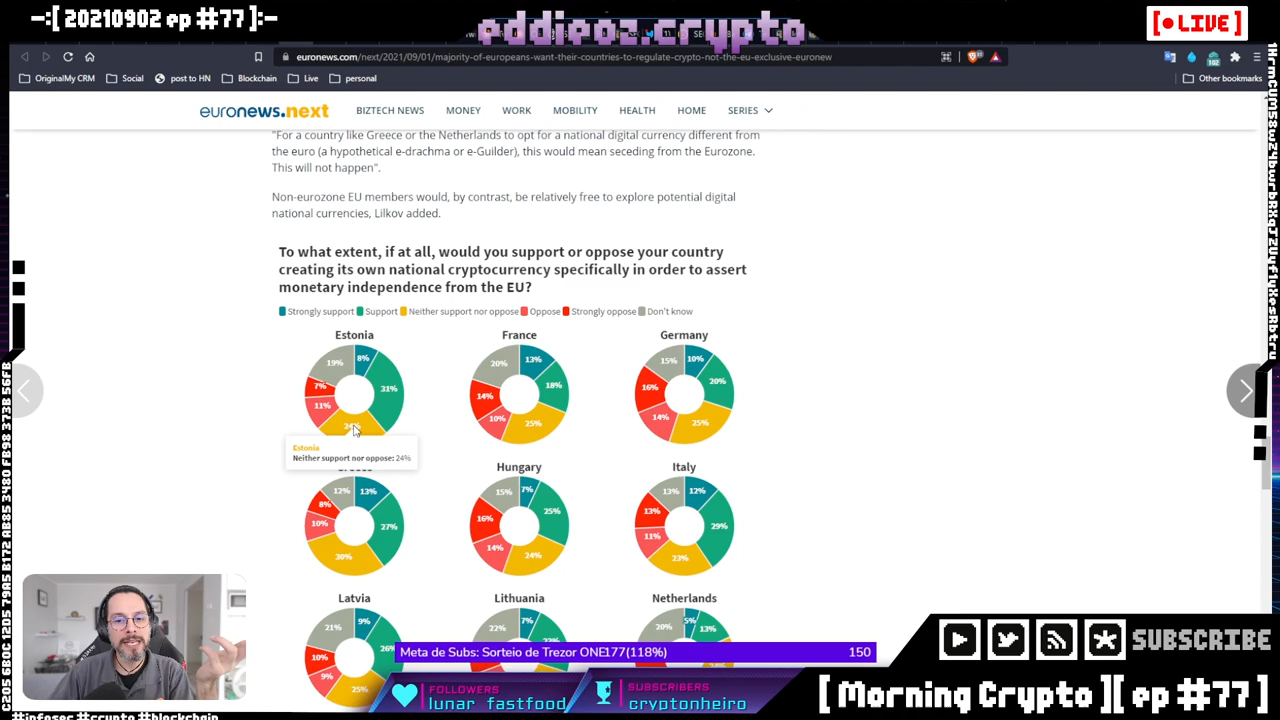 -:[ 20210902 ep #77 ]:-
eddieoz.crypto
[ LIVE ]
euronews.com/next/2021/09/01/majority-of-europeans-want-their-countries-to-regulate-crypto-not-the-eu-exclusive-euronew
102
OriginalMy CRM
Social
post to HN
Blockchain
Live
personal
Other bookmarks
euronews.next
BIZTECH NEWS
MONEY
WORK
MOBILITY
HEALTH
HOME
SERIES
"For a country like Greece or the Netherlands to opt for a national digital currency different from
the euro (a hypothetical e-drachma or e-Guilder), this would mean seceding from the Eurozone.
This will not happen".
Non-eurozone EU members would, by contrast, be relatively free to explore potential digital
national currencies, Lilkov added.
To what extent, if at all, would you support or oppose your country
creating its own national cryptocurrency specifically in order to assert
monetary independence from the EU?
Strongly support
Support
Neither support nor oppose
Oppose
Strongly oppose
Don't know
Estonia
France
Germany
19%
8%
31%
7%
11%
24%
20%
13%
18%
14%
10%
25%
15%
10%
20%
16%
14%
25%
Estonia
Neither support nor oppose: 24%
Hungary
Italy
12%
13%
8%
27%
10%
30%
15%
7%
25%
16%
14%
24%
13%
12%
29%
13%
11%
23%
Latvia
Lithuania
Netherlands
21%
9%
26%
10%
9%
25%
22%
7%
20%
5%
13%
Meta de Subs: Sorteio de Trezor ONE177(118%)
150
FOLLOWERS
lunar_fastfood
SUBSCRIBERS
cryptonheiro
SUBSCRIBE
[ Morning Crypto ][ ep #77 ]
#infosec #crypto #blockchain